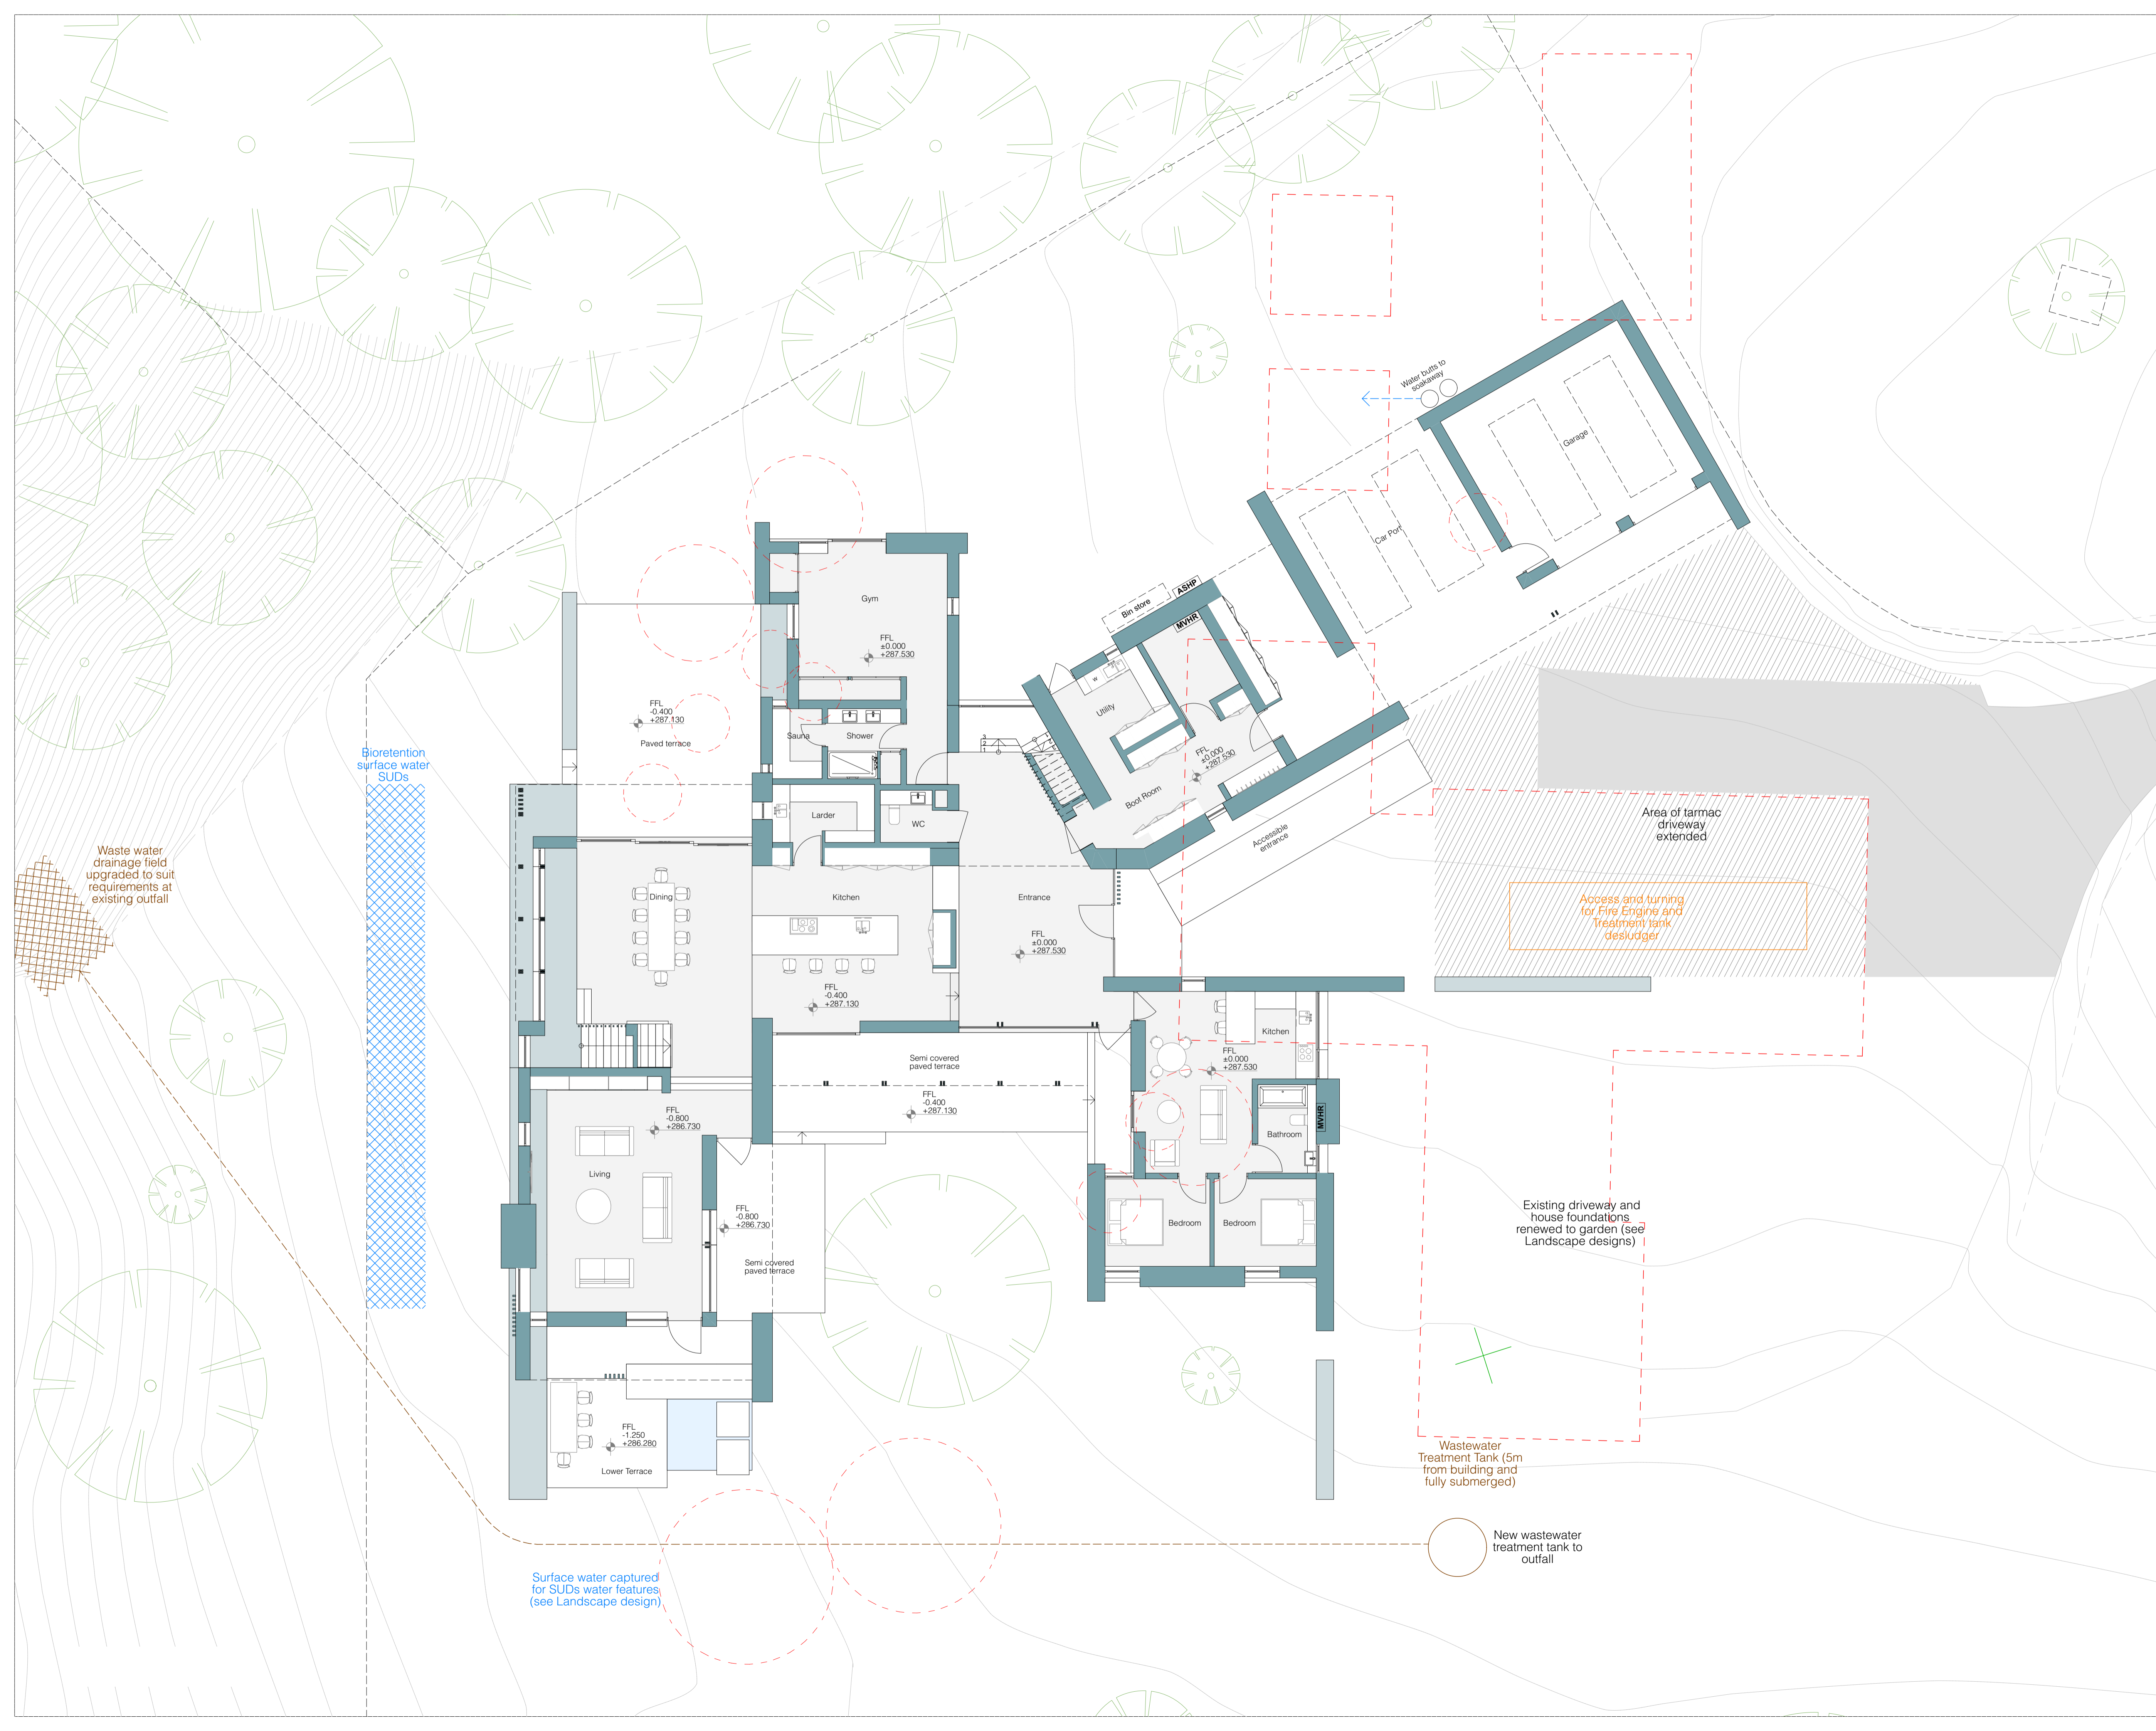 Water butts to
soakaway
Garage
Car Port
ASHP
Bin store
MVHR
Gym
FFL
±0.000
+287.530
W
Utility
FFL
-0.400
+287.130
Paved terrace
Sauna
Shower
3
2
1
FFL
±0.000
+287.530
Boot Room
Bioretention
surface water
SUDs
Larder
WC
Accessible
entrance
Area of tarmac
driveway
extended
Waste water
drainage field
upgraded to suit
requirements at
existing outfall
Dining
Kitchen
Entrance
Access and turning
for Fire Engine and
Treatment tank
desludger
FFL
±0.000
+287.530
FFL
-0.400
+287.130
Kitchen
Semi covered
paved terrace
FFL
±0.000
+287.530
FFL
-0.400
+287.130
FFL
-0.800
+286.730
MVHR
Bathroom
Living
Existing driveway and
house foundations
renewed to garden (see
Landscape designs)
FFL
-0.800
+286.730
Bedroom
Bedroom
Semi covered
paved terrace
FFL
-1.250
+286.280
Lower Terrace
Wastewater
Treatment Tank (5m
from building and
fully submerged)
New wastewater
treatment tank to
outfall
Surface water captured
for SUDs water features
(see Landscape design)